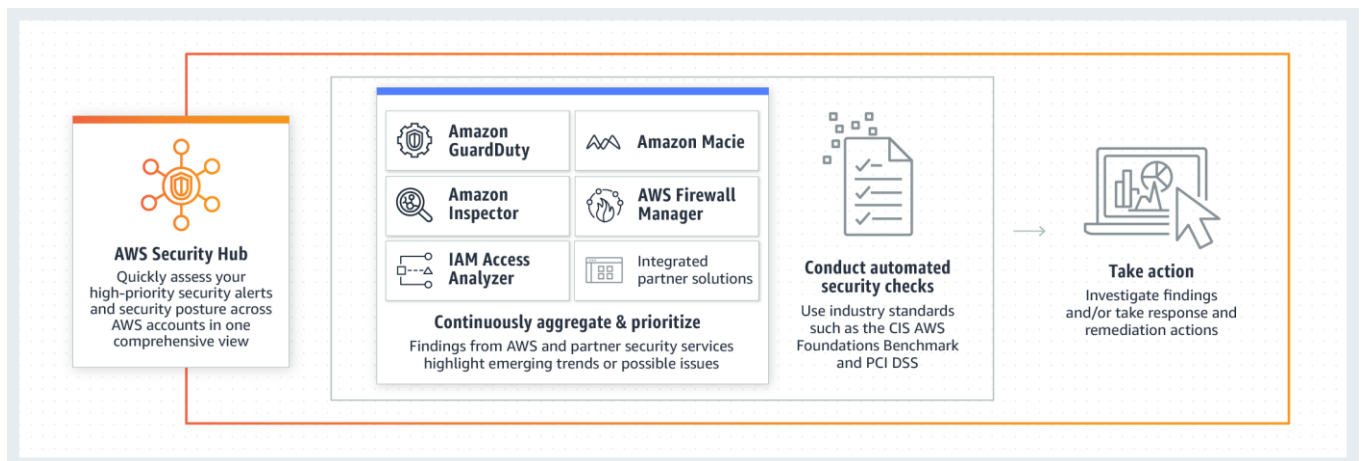 AWS Security Hub
Quickly assess your
high-priority security alerts
and security posture across
AWS accounts in one
comprehensive view
Amazon
GuardDuty
Amazon Macie
Amazon
Inspector
AWS Firewall
Manager
IAM Access
Analyzer
Integrated
partner solutions
Continuously aggregate & prioritize
Findings from AWS and partner security services
highlight emerging trends or possible issues
Conduct automated
security checks
Use industry standards
such as the CIS AWS
Foundations Benchmark
and PCI DSS
Take action
Investigate findings
and/or take response and
remediation actions